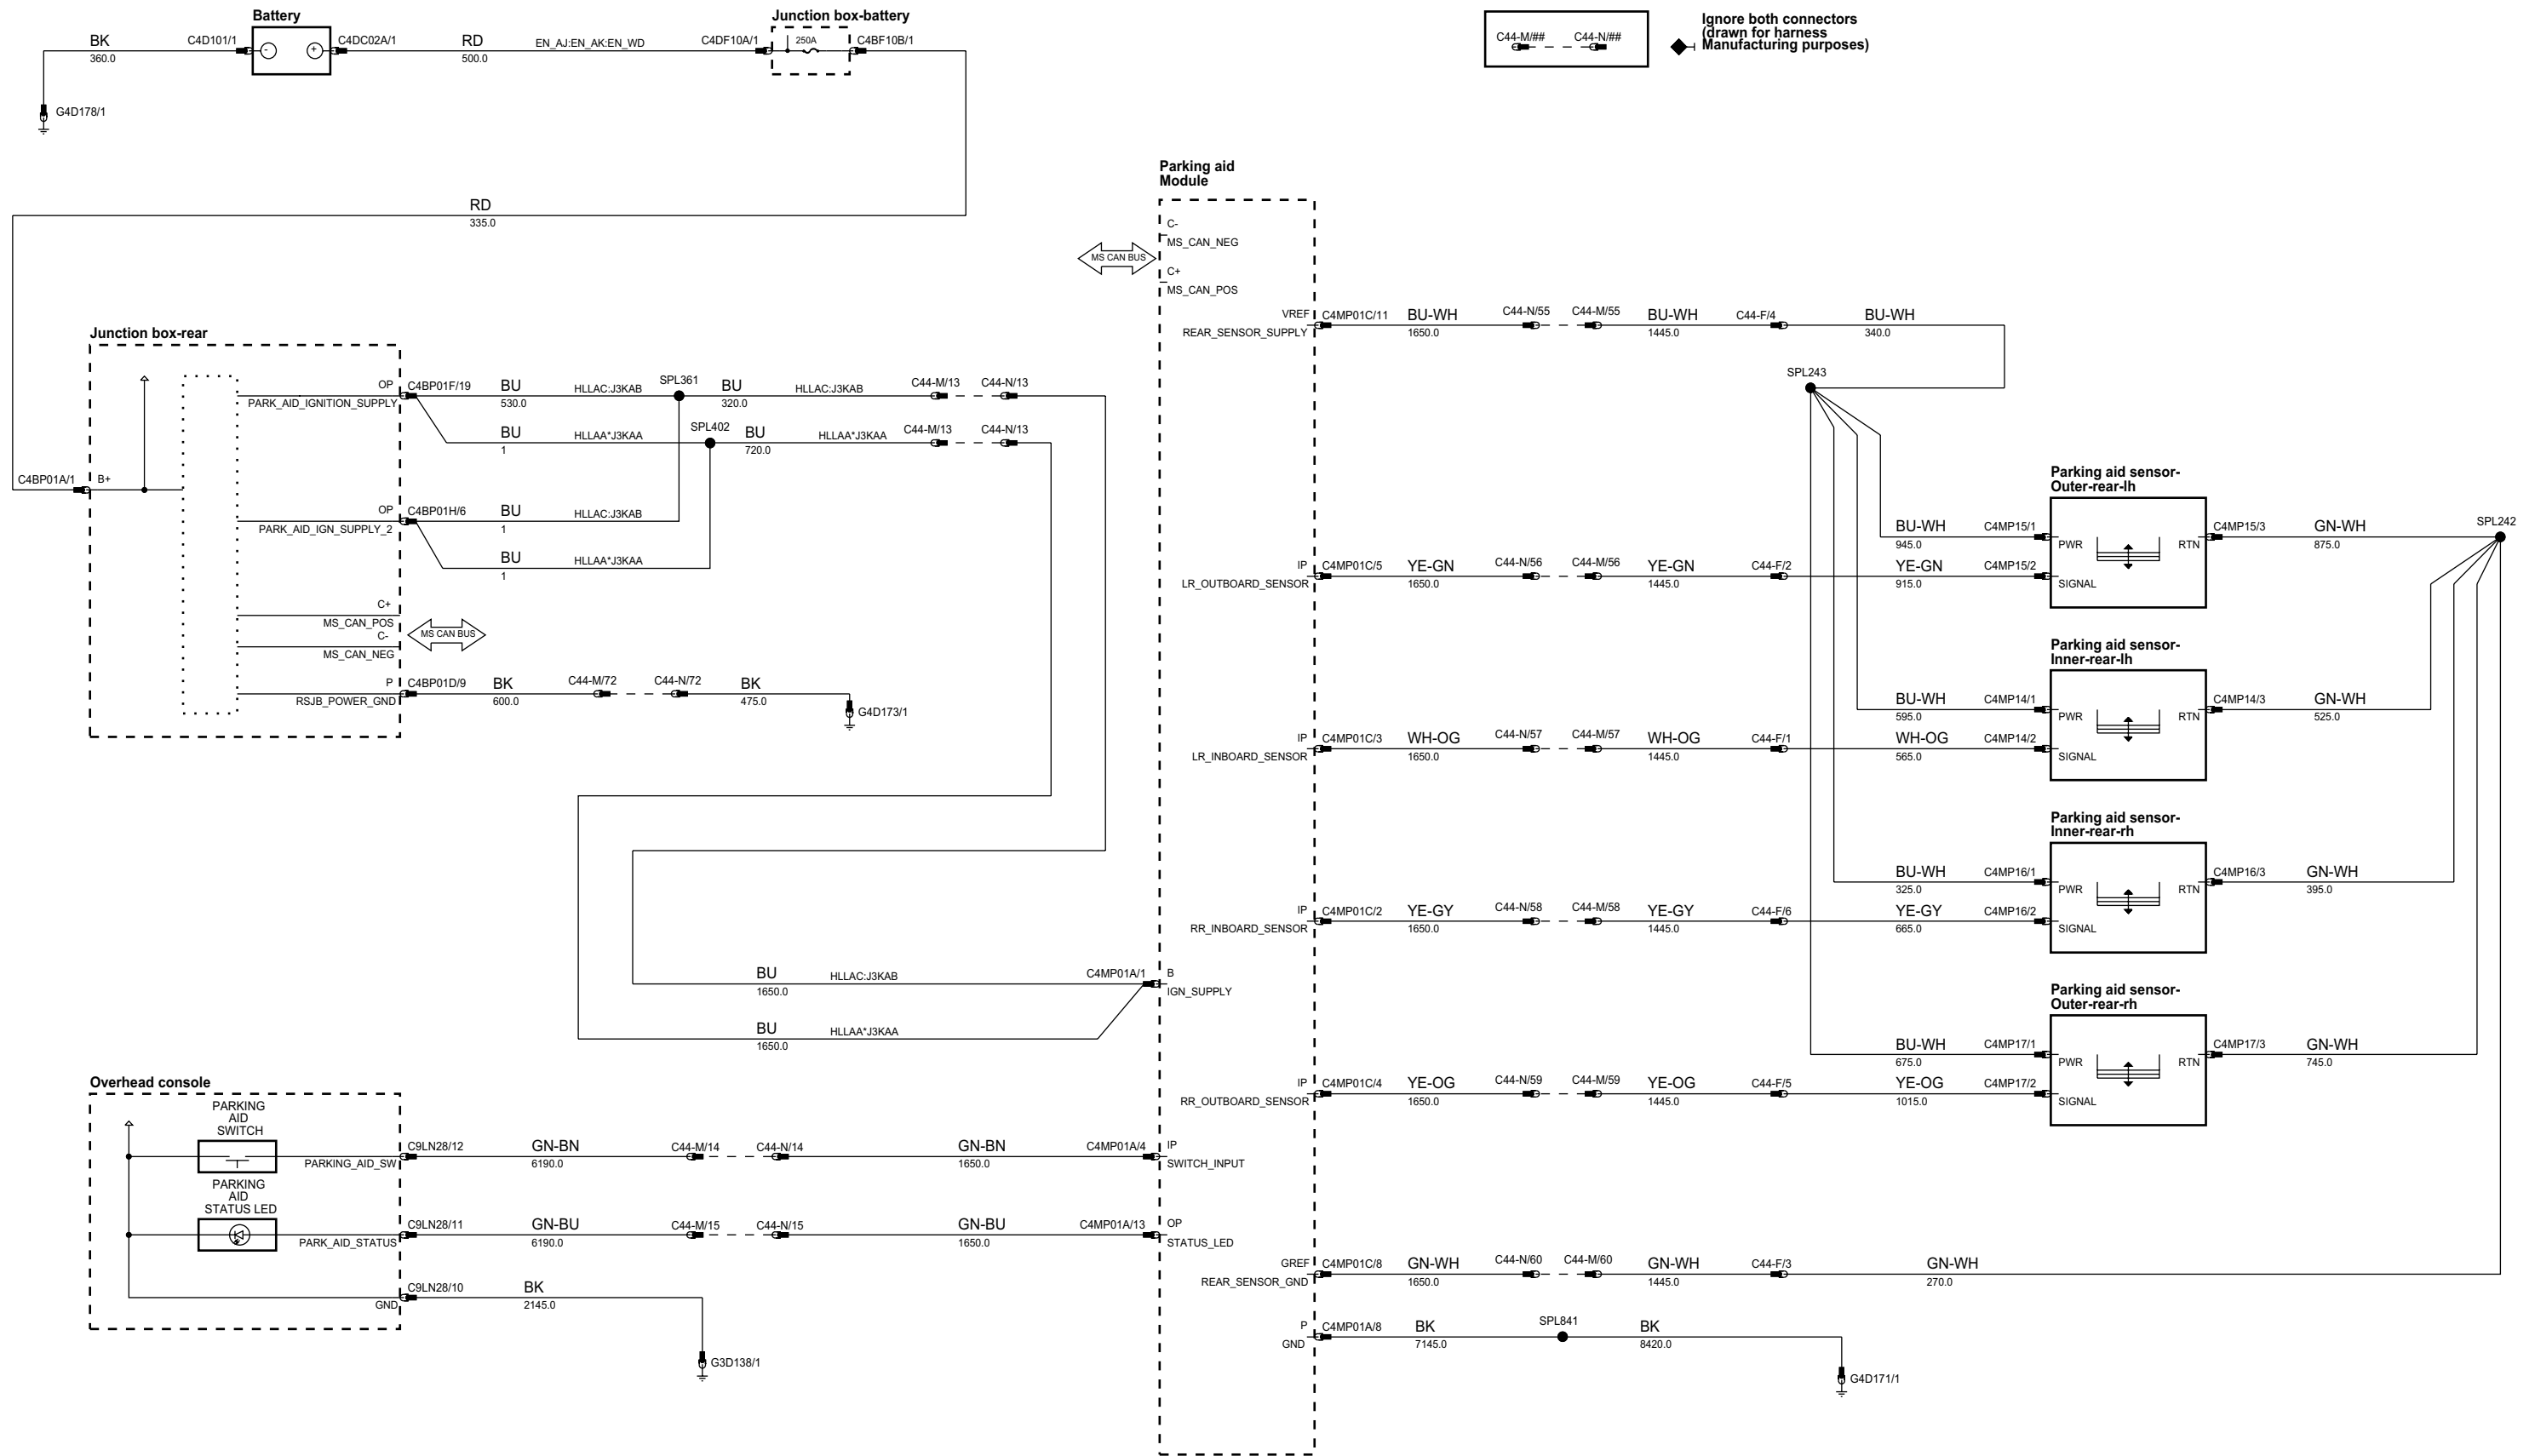 Battery
Junction box-battery
BK
360.0
C4D101/1
-
+
C4DC02A/1
RD
500.0
EN_AJ:EN_AK:EN_WD
C4DF10A/1
250A
C4BF10B/1
G4D178/1
C44-M/##
C44-N/##
Ignore both connectors
(drawn for harness
Manufacturing purposes)
RD
335.0
Parking aid
Module
C-
MS_CAN_NEG
MS CAN BUS
C+
MS_CAN_POS
VREF
REAR_SENSOR_SUPPLY
C4MP01C/11
BU-WH
1650.0
C44-N/55
C44-M/55
BU-WH
1445.0
C44-F/4
BU-WH
340.0
SPL243
Junction box-rear
OP
PARK_AID_IGNITION_SUPPLY
C4BP01F/19
BU
530.0
HLLAC:J3KAB
SPL361
BU
320.0
HLLAC:J3KAB
C44-M/13
C44-N/13
BU
1
HLLAA*J3KAA
SPL402
BU
720.0
HLLAA*J3KAA
C44-M/13
C44-N/13
C4BP01A/1
B+
OP
PARK_AID_IGN_SUPPLY_2
C4BP01H/6
BU
1
HLLAC:J3KAB
BU
1
HLLAA*J3KAA
C+
MS_CAN_POS
C-
MS_CAN_NEG
MS CAN BUS
P
RSJB_POWER_GND
C4BP01D/9
BK
600.0
C44-M/72
C44-N/72
BK
475.0
G4D173/1
Parking aid sensor-
Outer-rear-lh
BU-WH
945.0
C4MP15/1
PWR
RTN
C4MP15/3
GN-WH
875.0
SPL242
IP
LR_OUTBOARD_SENSOR
C4MP01C/5
YE-GN
1650.0
C44-N/56
C44-M/56
YE-GN
1445.0
C44-F/2
YE-GN
915.0
C4MP15/2
SIGNAL
Parking aid sensor-
Inner-rear-lh
BU-WH
595.0
C4MP14/1
PWR
RTN
C4MP14/3
GN-WH
525.0
IP
LR_INBOARD_SENSOR
C4MP01C/3
WH-OG
1650.0
C44-N/57
C44-M/57
WH-OG
1445.0
C44-F/1
WH-OG
565.0
C4MP14/2
SIGNAL
Parking aid sensor-
Inner-rear-rh
BU-WH
325.0
C4MP16/1
PWR
RTN
C4MP16/3
GN-WH
395.0
IP
RR_INBOARD_SENSOR
C4MP01C/2
YE-GY
1650.0
C44-N/58
C44-M/58
YE-GY
1445.0
C44-F/6
YE-GY
665.0
C4MP16/2
SIGNAL
BU
1650.0
HLLAC:J3KAB
C4MP01A/1
B
IGN_SUPPLY
BU
1650.0
HLLAA*J3KAA
Parking aid sensor-
Outer-rear-rh
BU-WH
675.0
C4MP17/1
PWR
RTN
C4MP17/3
GN-WH
745.0
IP
RR_OUTBOARD_SENSOR
C4MP01C/4
YE-OG
1650.0
C44-N/59
C44-M/59
YE-OG
1445.0
C44-F/5
YE-OG
1015.0
C4MP17/2
SIGNAL
Overhead console
PARKING
AID
SWITCH
PARKING_AID_SW
C9LN28/12
GN-BN
6190.0
C44-M/14
C44-N/14
GN-BN
1650.0
C4MP01A/4
IP
SWITCH_INPUT
PARKING
AID
STATUS LED
PARK_AID_STATUS
C9LN28/11
GN-BU
6190.0
C44-M/15
C44-N/15
GN-BU
1650.0
C4MP01A/13
OP
STATUS_LED
GND
C9LN28/10
BK
2145.0
G3D138/1
GREF
REAR_SENSOR_GND
C4MP01C/8
GN-WH
1650.0
C44-N/60
C44-M/60
GN-WH
1445.0
C44-F/3
GN-WH
270.0
P
GND
C4MP01A/8
BK
7145.0
SPL841
BK
8420.0
G4D171/1